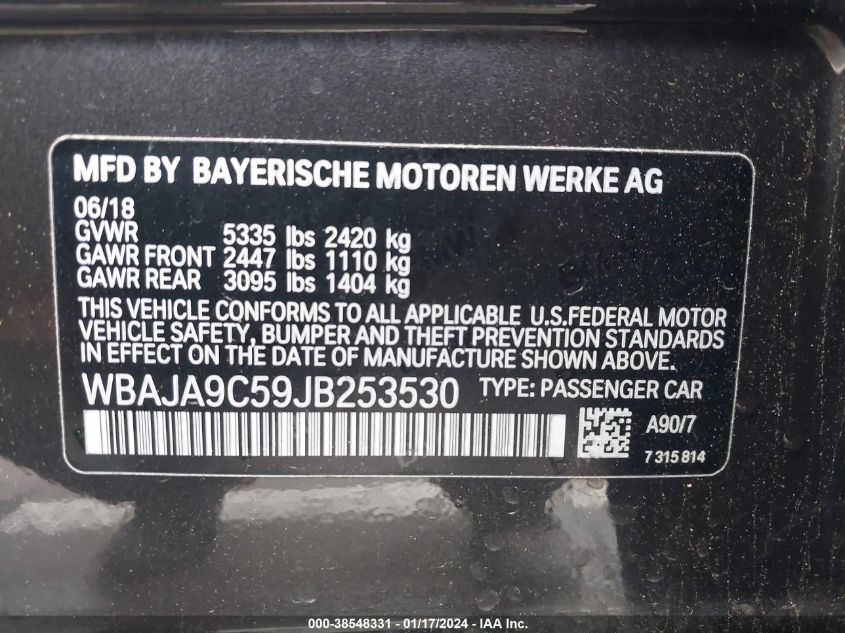 MFD BY BAYERISCHE MOTOREN WERKE AG
06/18
GVWR 5335 lbs 2420 kg
GAWR FRONT 2447 lbs 1110 kg
GAWR REAR 3095 lbs 1404 kg
THIS VEHICLE CONFORMS TO ALL APPLICABLE U.S.FEDERAL MOTOR
VEHICLE SAFETY, BUMPER AND THEFT PREVENTION STANDARDS
IN EFFECT ON THE DATE OF MANUFACTURE SHOWN ABOVE.
WBAJA9C59JB253530 TYPE: PASSENGER CAR
A90/7
7 315 814
000-38548331 - 01/17/2024 - IAA Inc.